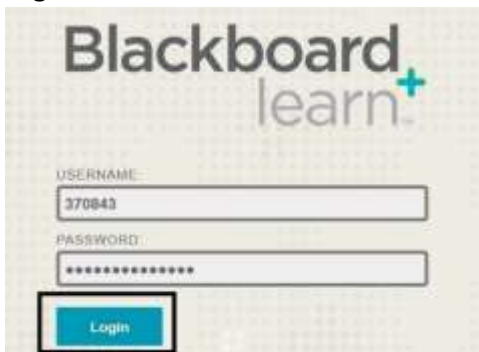 Blackboard
learn+
USERNAME:
370843
PASSWORD:
••••••••••••••
Login